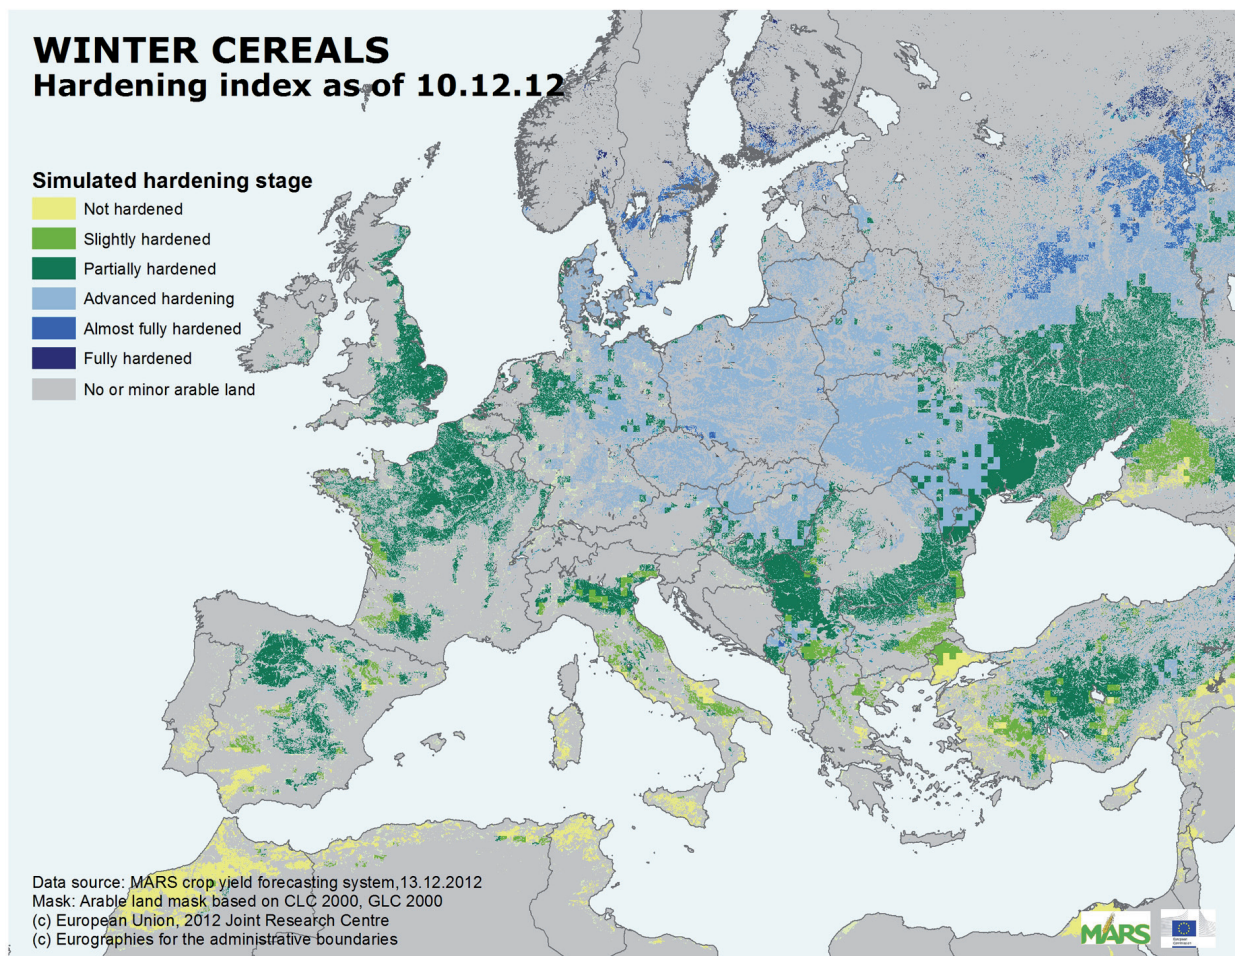 WINTER CEREALS
Hardening index as of 10.12.12
Simulated hardening stage
Not hardened
Slightly hardened
Partially hardened
Advanced hardening
Almost fully hardened
Fully hardened
No or minor arable land
Data source: MARS crop yield forecasting system,13.12.2012
Mask: Arable land mask based on CLC 2000, GLC 2000
(c) European Union, 2012 Joint Research Centre
(c) Eurographies for the administrative boundaries
MARS